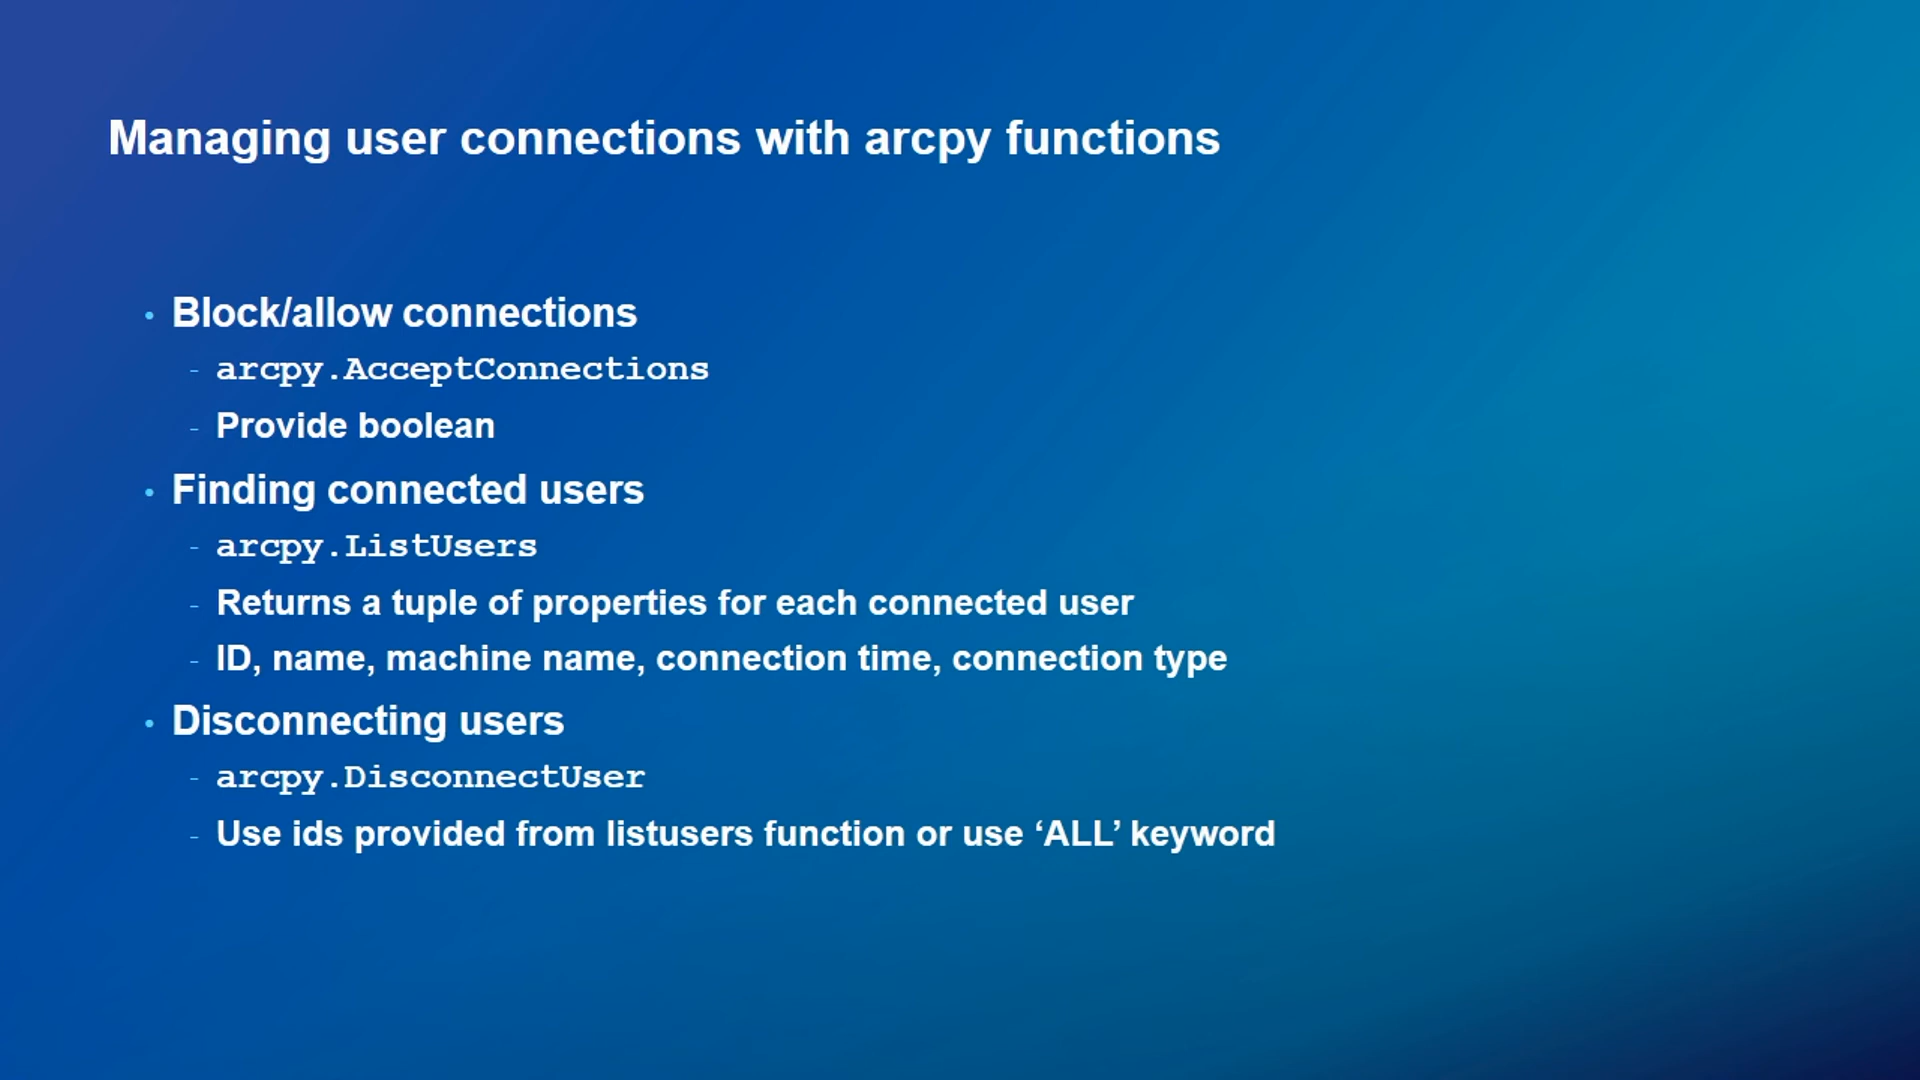 Managing user connections with arcpy functions
• Block/allow connections
- arcpy.AcceptConnections
- Provide boolean
• Finding connected users
- arcpy.ListUsers
- Returns a tuple of properties for each connected user
- ID, name, machine name, connection time, connection type
• Disconnecting users
- arcpy.DisconnectUser
- Use ids provided from listusers function or use ‘ALL’ keyword